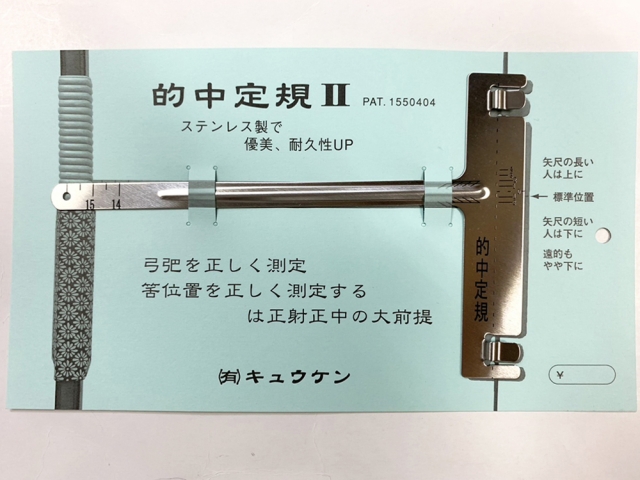 的中定規Ⅱ PAT. 1550404
ステンレス製で
優美、耐久性UP
15 14
矢尺の長い
人は上に
標準位置
矢尺の短い
人は下に
遠的も
やや下に
的中定規
弓弝を正しく測定
筈位置を正しく測定する
は正射正中の大前提
㈲キュウケン
¥